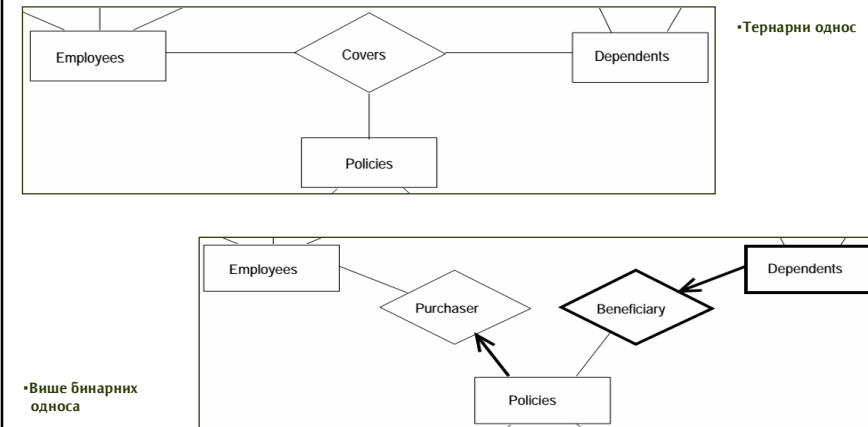 Employees
Covers
Dependents
Policies
▪Тернарни однос
Employees
Purchaser
Beneficiary
Dependents
Policies
▪Више бинарних
односа